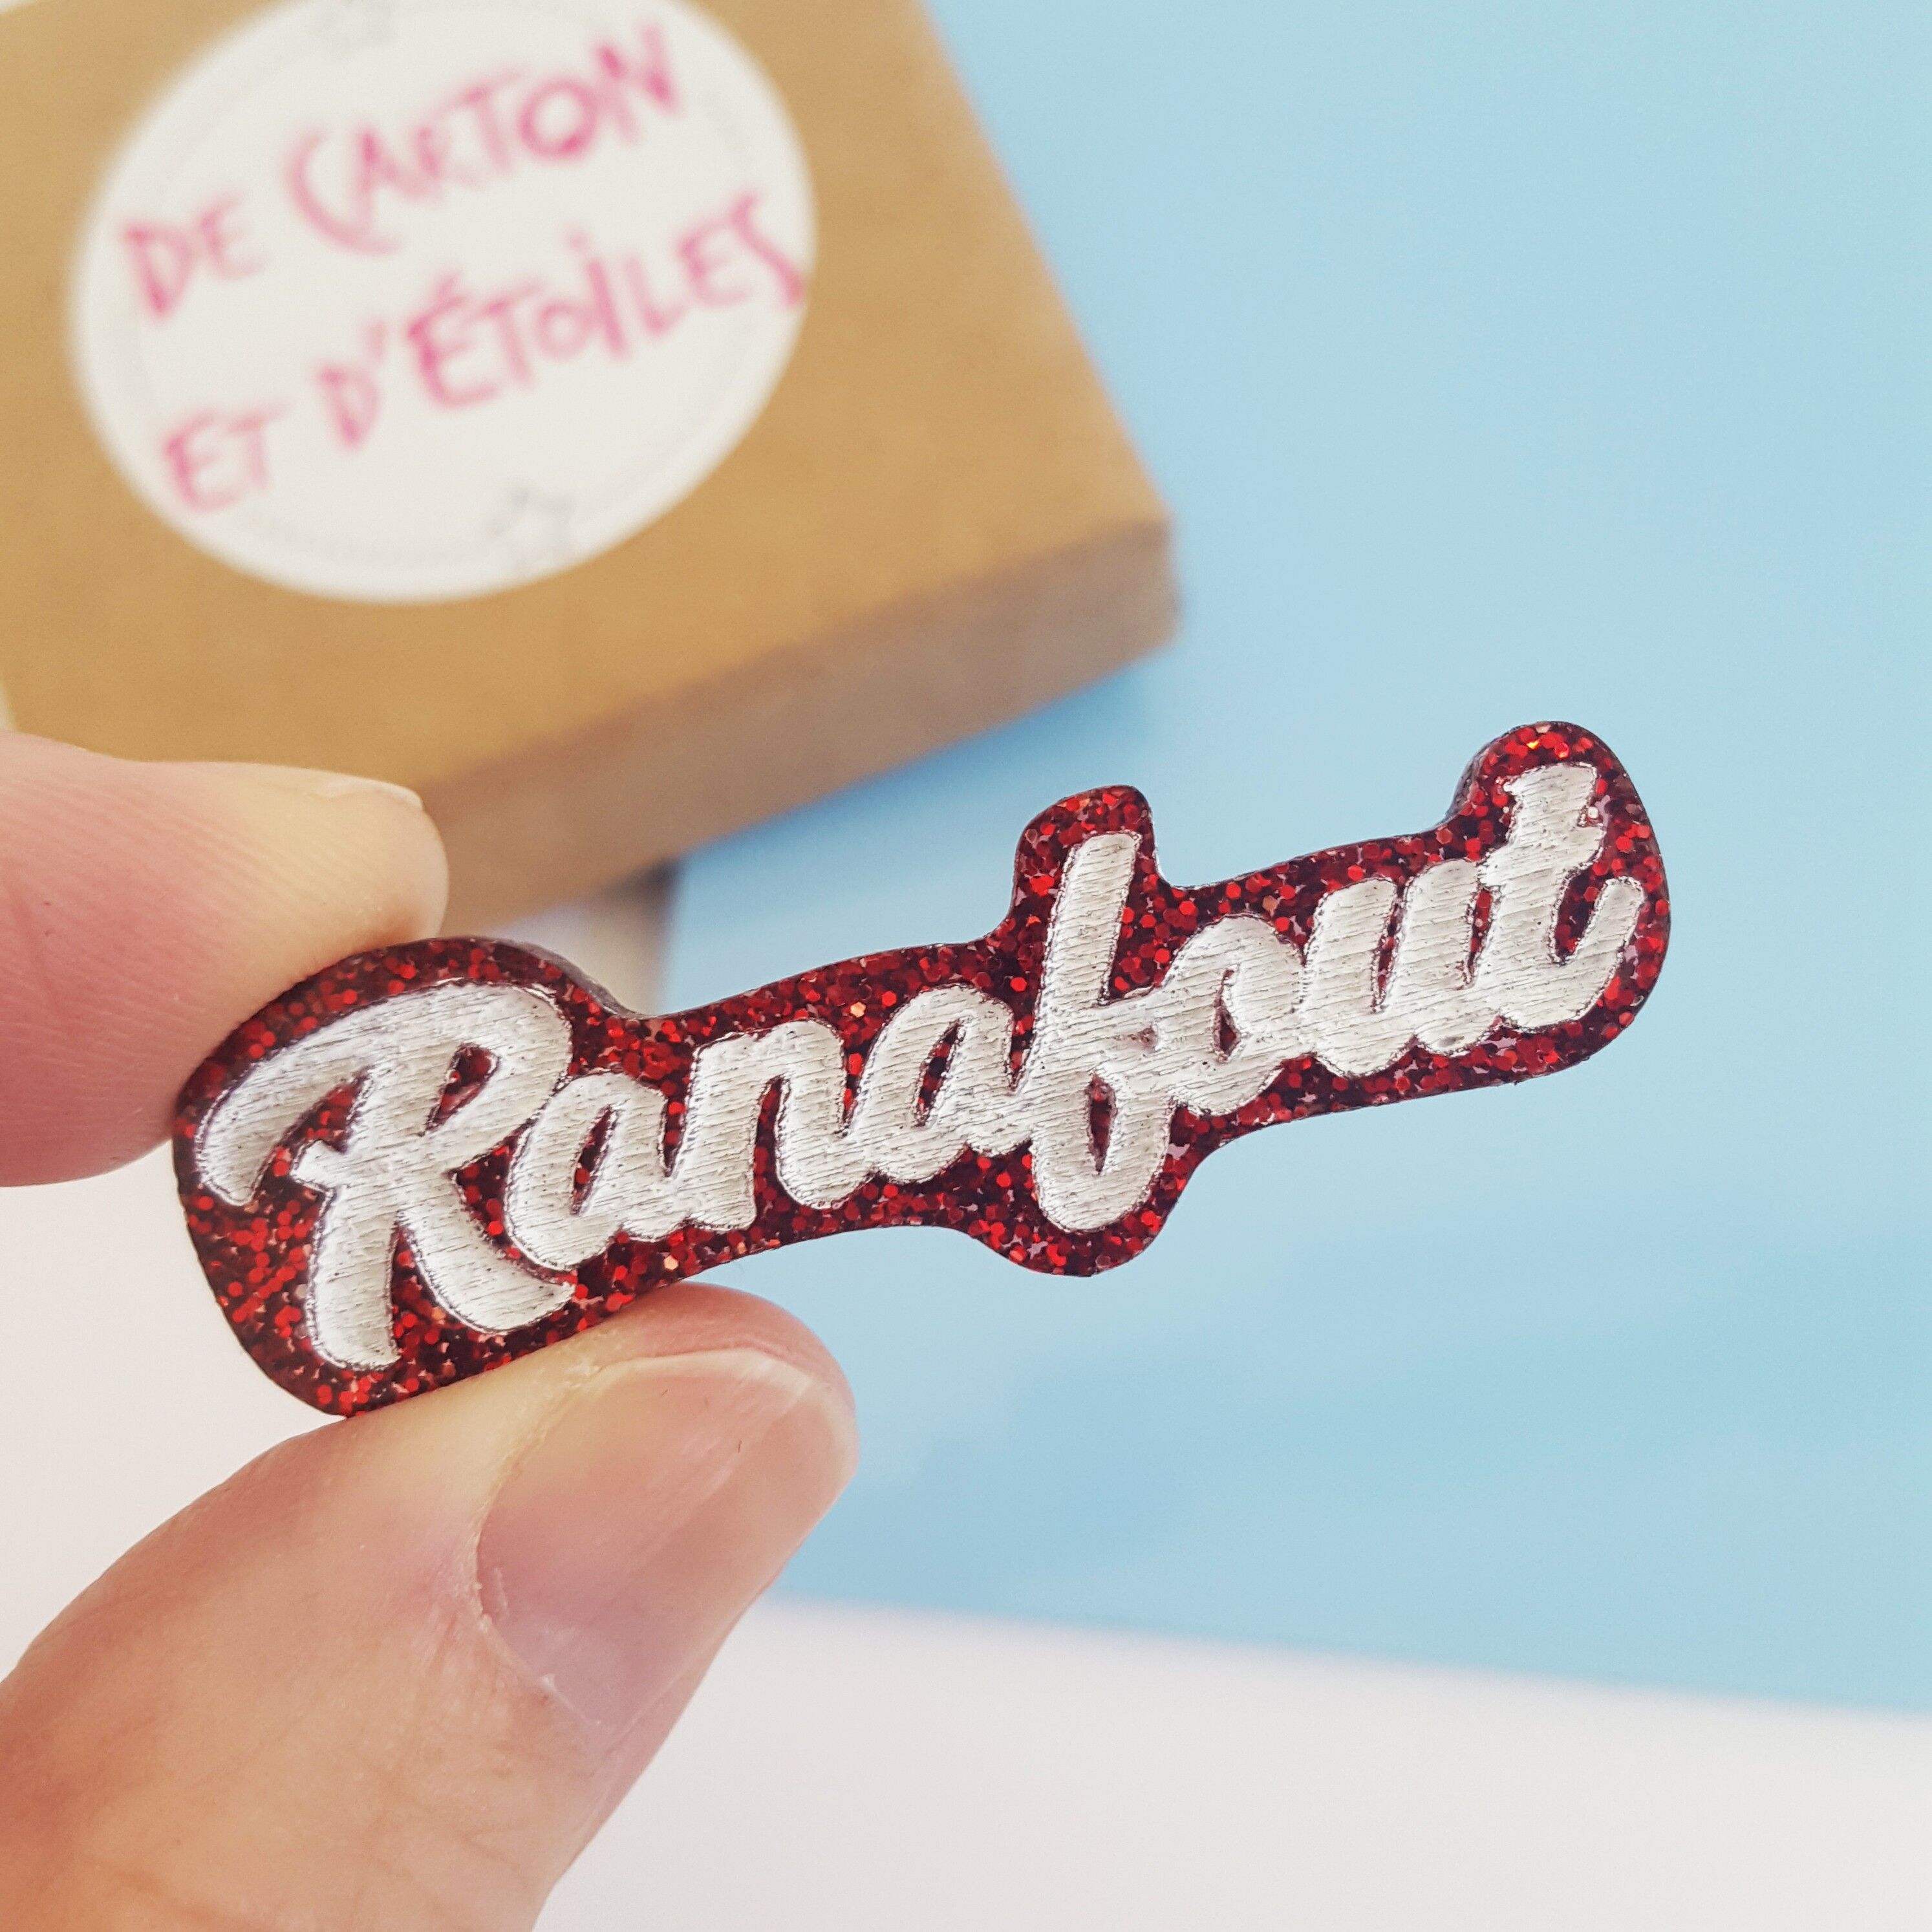 DE CARTON
ET D'ÉTOILES
Ranafout